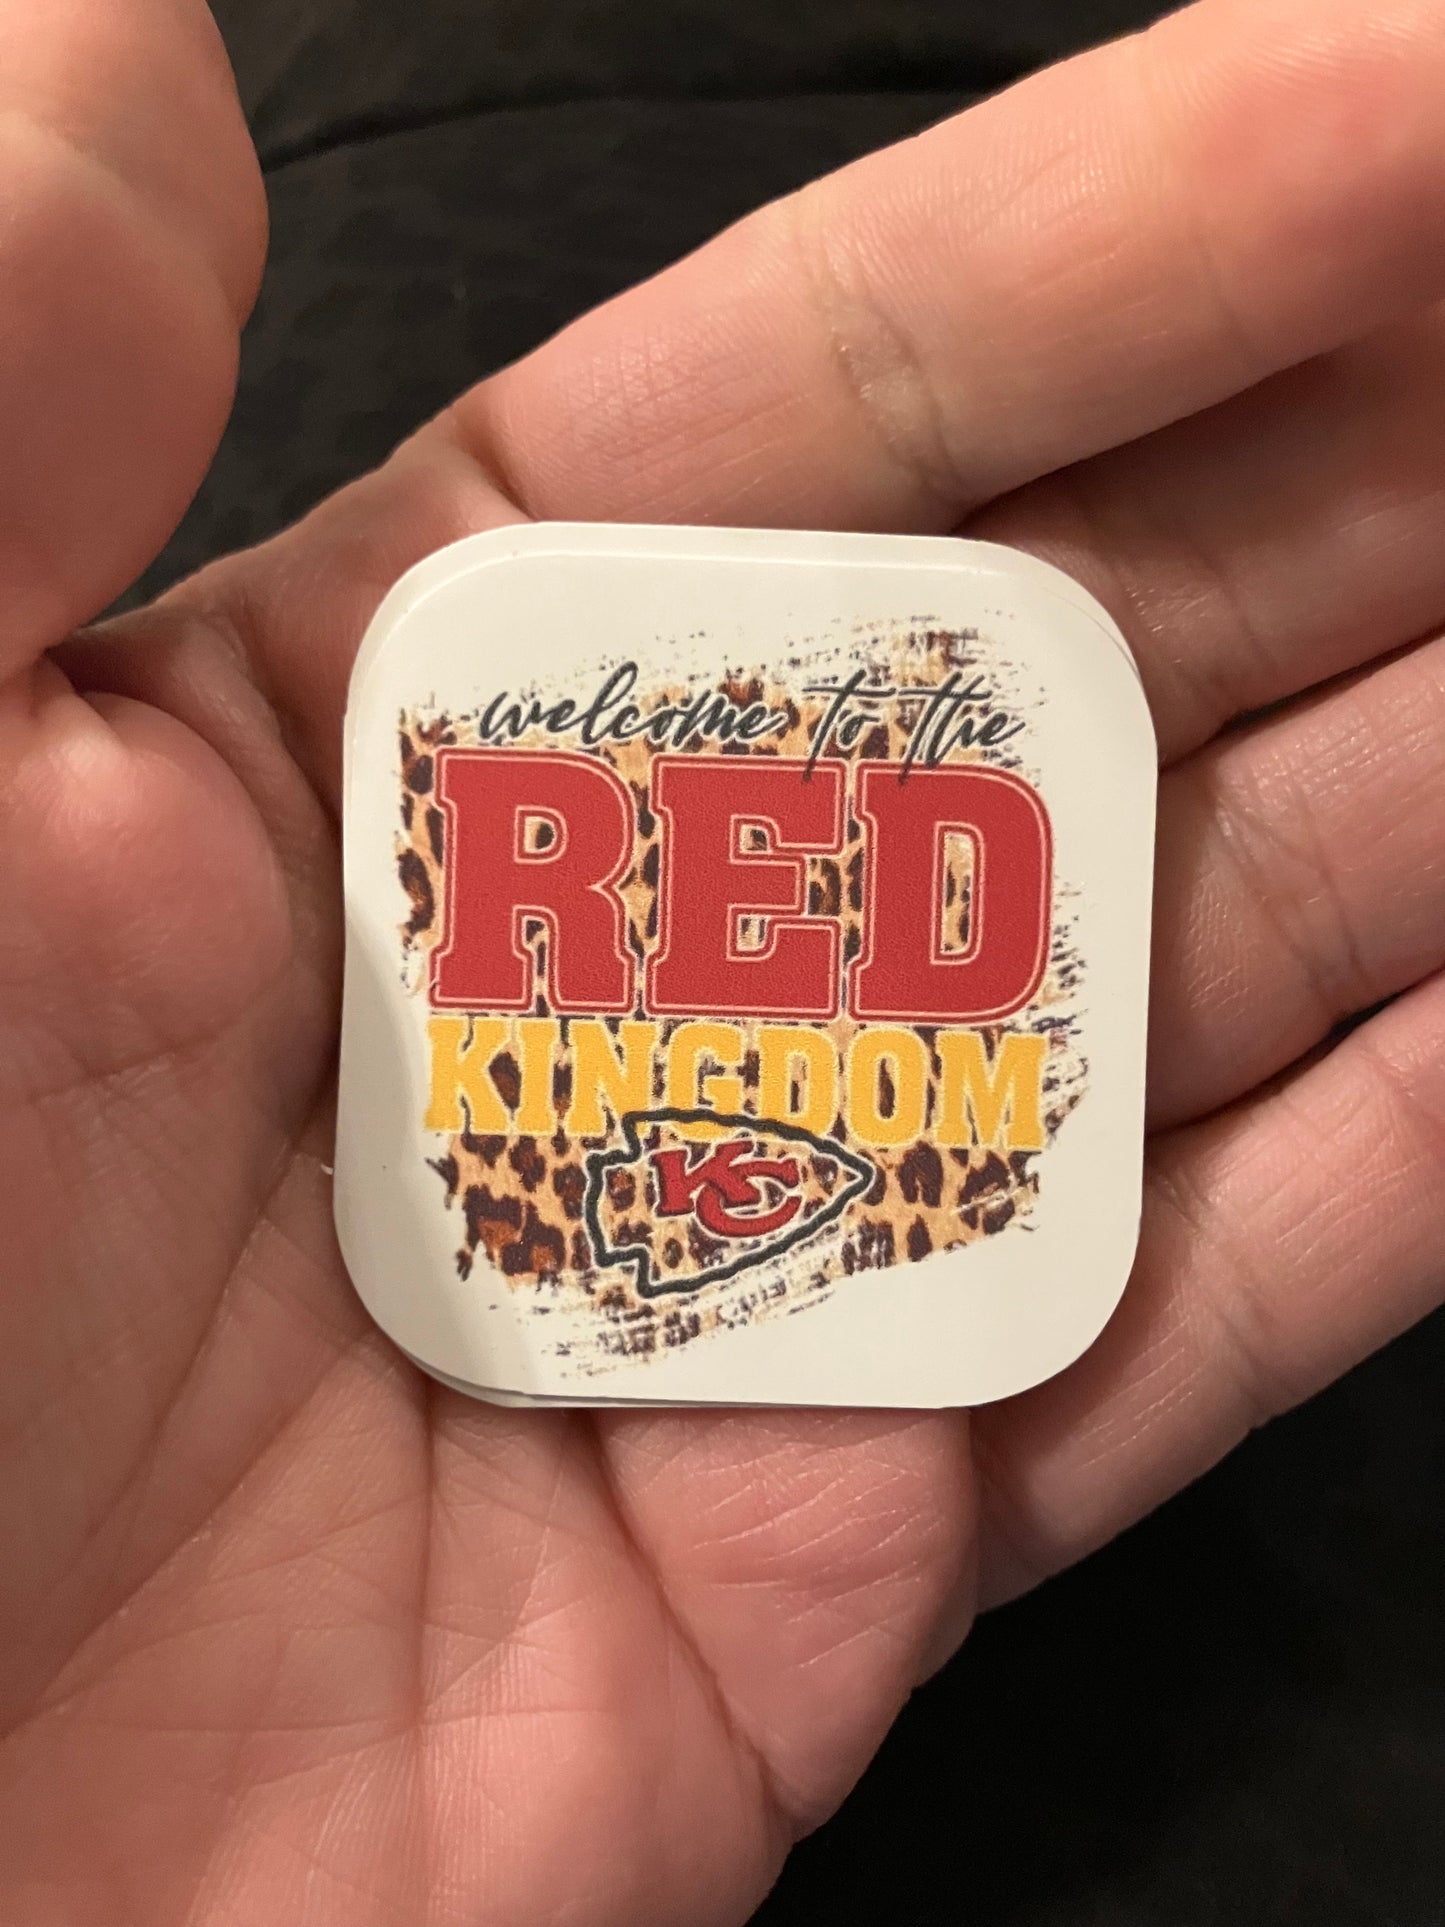 welcome to the
RED
KINGDOM
KC